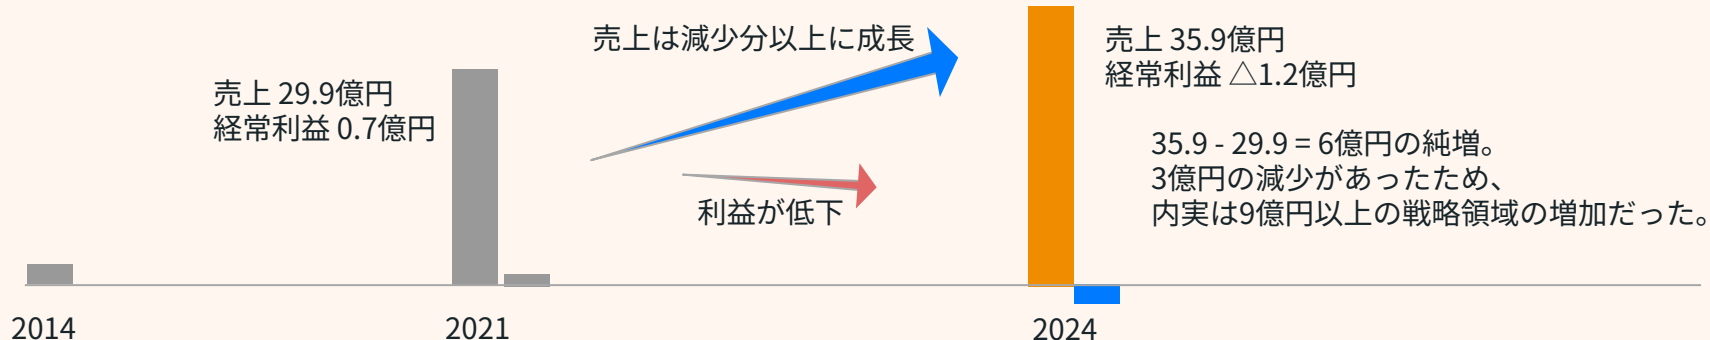 売上は減少分以上に成長
売上 35.9億円
経常利益 △1.2億円
売上 29.9億円
経常利益 0.7億円
35.9 - 29.9 = 6億円の純増。
3億円の減少があったため、
内実は9億円以上の戦略領域の増加だった。
利益が低下
2014
2021
2024